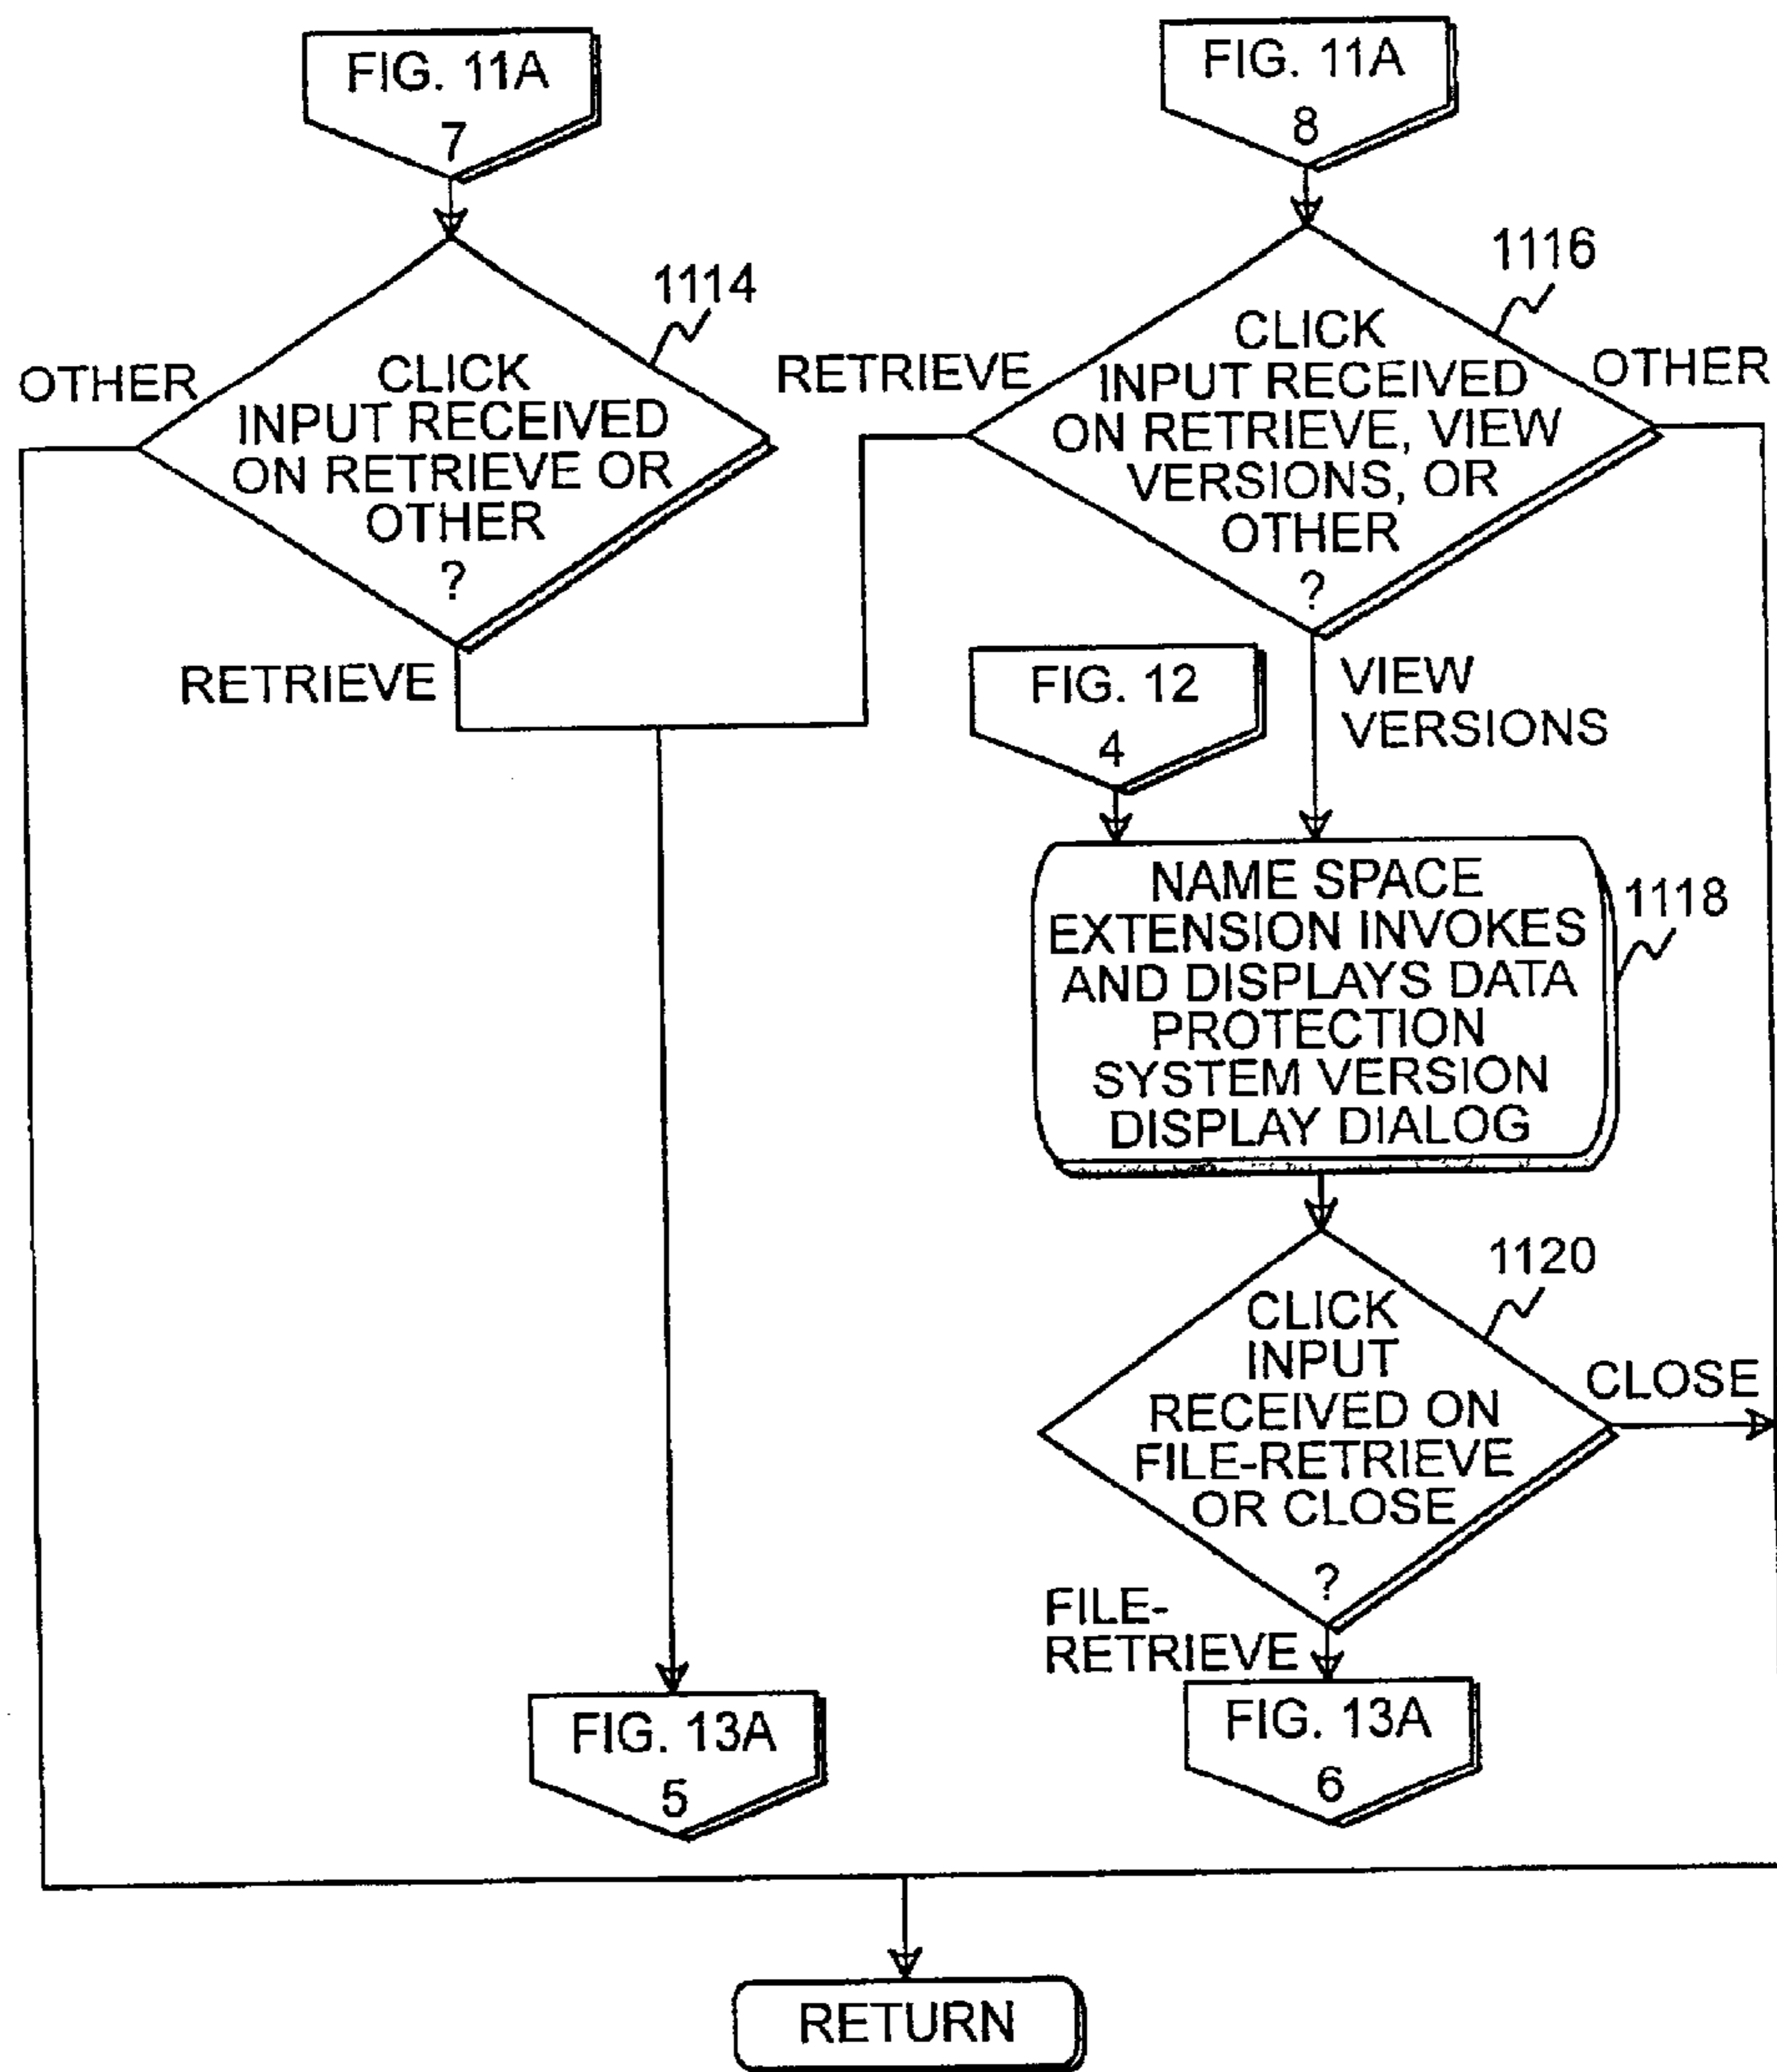 FIG. 11A
7
FIG. 11A
8
1114
1116
OTHER
CLICK
INPUT RECEIVED
ON RETRIEVE OR
OTHER
?
RETRIEVE
RETRIEVE
CLICK
INPUT RECEIVED
ON RETRIEVE, VIEW
VERSIONS, OR
OTHER
?
OTHER
FIG. 12
4
VIEW
VERSIONS
NAME SPACE
EXTENSION INVOKES
AND DISPLAYS DATA
PROTECTION
SYSTEM VERSION
DISPLAY DIALOG
1118
1120
CLICK
INPUT
RECEIVED ON
FILE-RETRIEVE
OR CLOSE
?
CLOSE
FILE-
RETRIEVE
FIG. 13A
5
FIG. 13A
6
RETURN